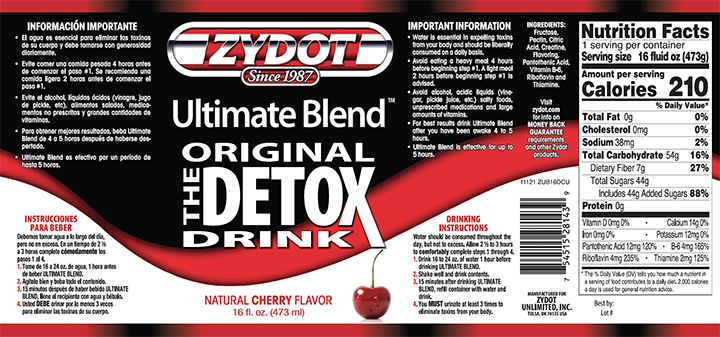 INFORMACIÓN IMPORTANTE
• El agua es esencial para eliminar las toxinas
de su cuerpo y debe tomarse con generosidad
diariamente.
• Evite comer una comida pesada 4 horas antes
de comenzar el paso #1. Se recomienda una
comida ligera 2 horas antes de comenzar el
paso #1.
• Evite el alcohol, líquidos ácidos (vinagre, jugo
de pickle, etc), alimentos salados, medica-
mentos no prescritos y grandes cantidades de
vitaminas.
• Para obtener mejores resultados, beba Ultimate
Blend de 4 a 5 horas después de haberse des-
pertado.
• Ultimate Blend es efectivo por un período de
hasta 5 horas.
INSTRUCCIONES
PARA BEBER
Debemos tomar agua a lo largo del día,
pero no en exceso. En un tiempo de 2 ½
a 3 horas complete cómodamente los
pasos 1 al 4.
1. Tome de 16 a 24 oz. de agua, 1 hora antes
de beber ULTIMATE BLEND.
2. Agítelo bien y beba todo el contenido.
3. 15 minutos después de haber bebido ULTIMATE
BLEND, llene el recipiente con agua y bébalo.
4. Usted DEBE orinar por lo menos 3 veces
para eliminar las toxinas de su cuerpo.
ZYDOT
Since 1987
Ultimate Blend™
ORIGINAL
THE DETOX
DRINK
NATURAL CHERRY FLAVOR
16 fl. oz. (473 ml)
IMPORTANT INFORMATION
• Water is essential in expelling toxins
from your body and should be liberally
consumed on a daily basis.
• Avoid eating a heavy meal 4 hours
before beginning step #1. A light meal
2 hours before beginning step #1 is
advised.
• Avoid alcohol, acidic liquids (vine-
gar, pickle juice, etc.) salty foods,
unprescribed medications and large
amounts of vitamins.
• For best results drink Ultimate Blend
after you have been awake 4 to 5
hours.
• Ultimate Blend is effective for up to
5 hours.
DRINKING
INSTRUCTIONS
Water should be consumed throughout the
day, but not to excess. Allow 2 ½ to 3 hours
to comfortably complete steps 1 through 4.
1. Drink 16 to 24 oz. of water 1 hour before
drinking ULTIMATE BLEND.
2. Shake well and drink contents.
3. 15 minutes after drinking ULTIMATE
BLEND, refill container with water and
drink.
4. You MUST urinate at least 3 times to
eliminate toxins from your body.
INGREDIENTS:
Fructose,
Pectin, Citric
Acid, Creatine,
Flavoring,
Pantothenic Acid,
Vitamin B-6,
Riboflavin and
Thiamine.
Visit
zydot.com
for info on
MONEY BACK
GUARANTEE
requirements
and other Zydot
products.
11121 ZUB16DCU
7 54515 28143 9
MANUFACTURED FOR
ZYDOT
UNLIMITED, INC.
TULSA, OK 74135 USA
Nutrition Facts
1 serving per container
Serving size 16 fluid oz (473g)
Amount per serving
Calories 210
% Daily Value*
Total Fat 0g 0%
Cholesterol 0mg 0%
Sodium 38mg 2%
Total Carbohydrate 54g 16%
Dietary Fiber 7g 27%
Total Sugars 44g
Includes 44g Added Sugars 88%
Protein 0g
Vitamin D 0mg 0% • Calcium 14g 0%
Iron 0mg 0% • Potassium 12mg 0%
Pantothenic Acid 12mg 120% • B-6 4mg 165%
Riboflavin 4mg 235% • Thiamine 2mg 125%
* The % Daily Value (DV) tells you how much a nutrient in
a serving of food contributes to a daily diet. 2,000 calories
a day is used for general nutrition advice.
Best by:
Lot #